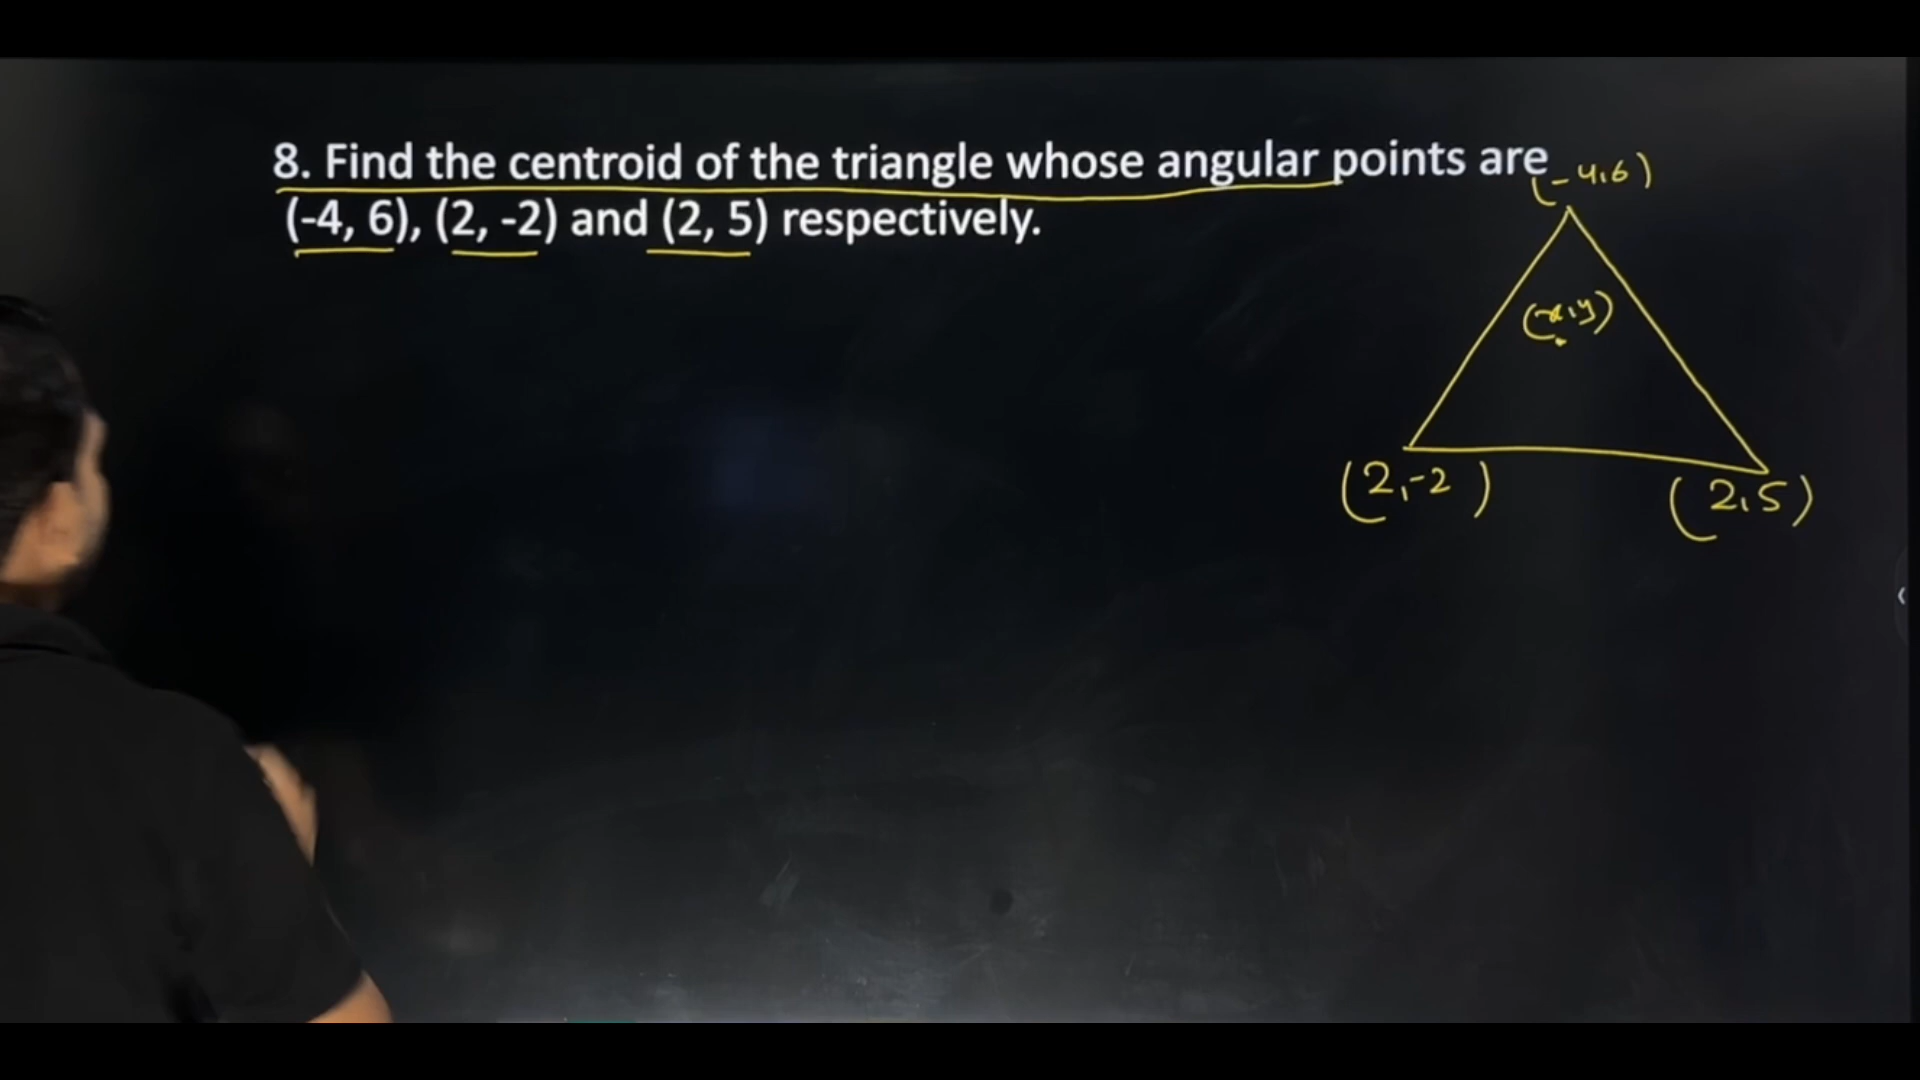 8. Find the centroid of the triangle whose angular points are
(-4, 6), (2, -2) and (2, 5) respectively.
(-4,6)
(x,y)
(2,-2)
(2,5)